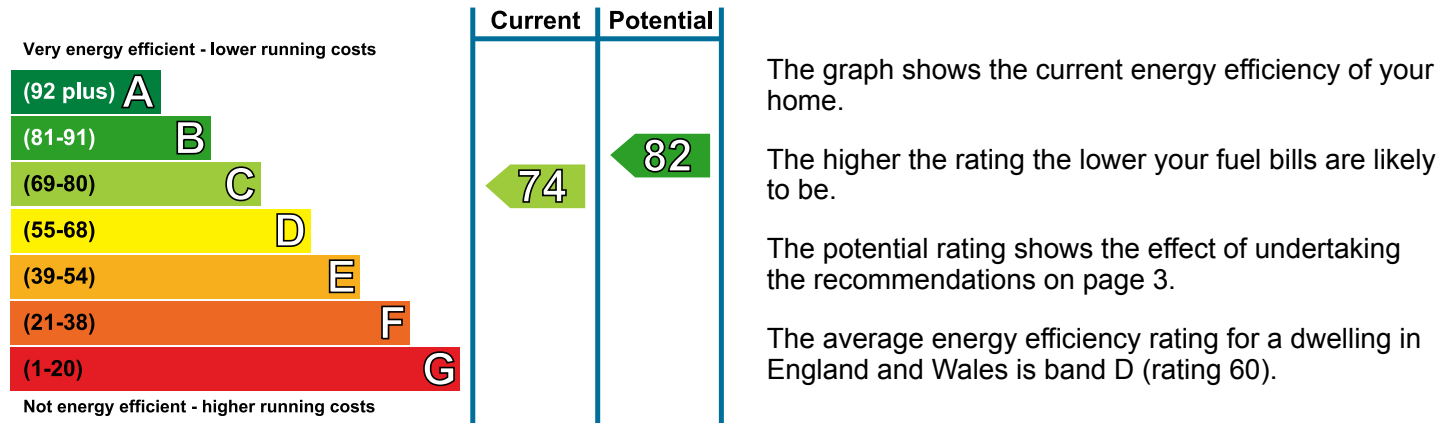 Current Potential
Very energy efficient - lower running costs
(92 plus) A
(81-91) B
82
(69-80) C
74
(55-68) D
(39-54) E
(21-38) F
(1-20) G
Not energy efficient - higher running costs
The graph shows the current energy efficiency of your
home.
The higher the rating the lower your fuel bills are likely
to be.
The potential rating shows the effect of undertaking
the recommendations on page 3.
The average energy efficiency rating for a dwelling in
England and Wales is band D (rating 60).